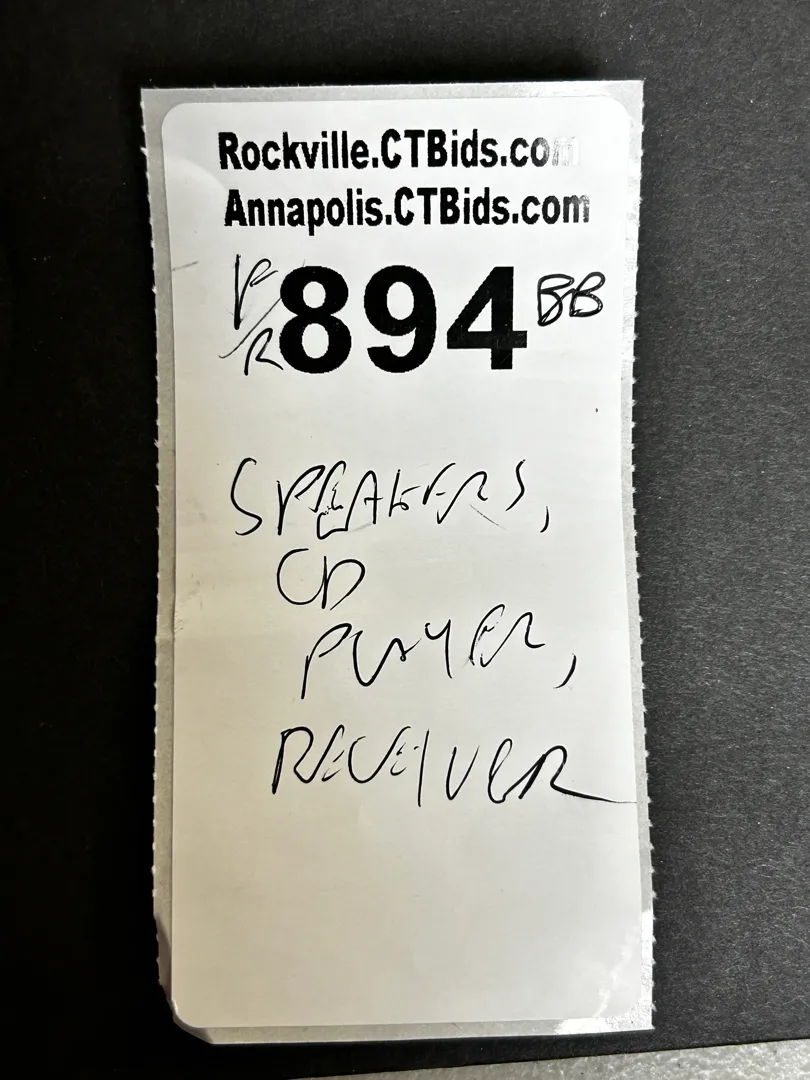 Rockville.CTBids.com
Annapolis.CTBids.com
P/R 894 BB
SPEAKERS,
CD
PLAYER,
RECEIVER